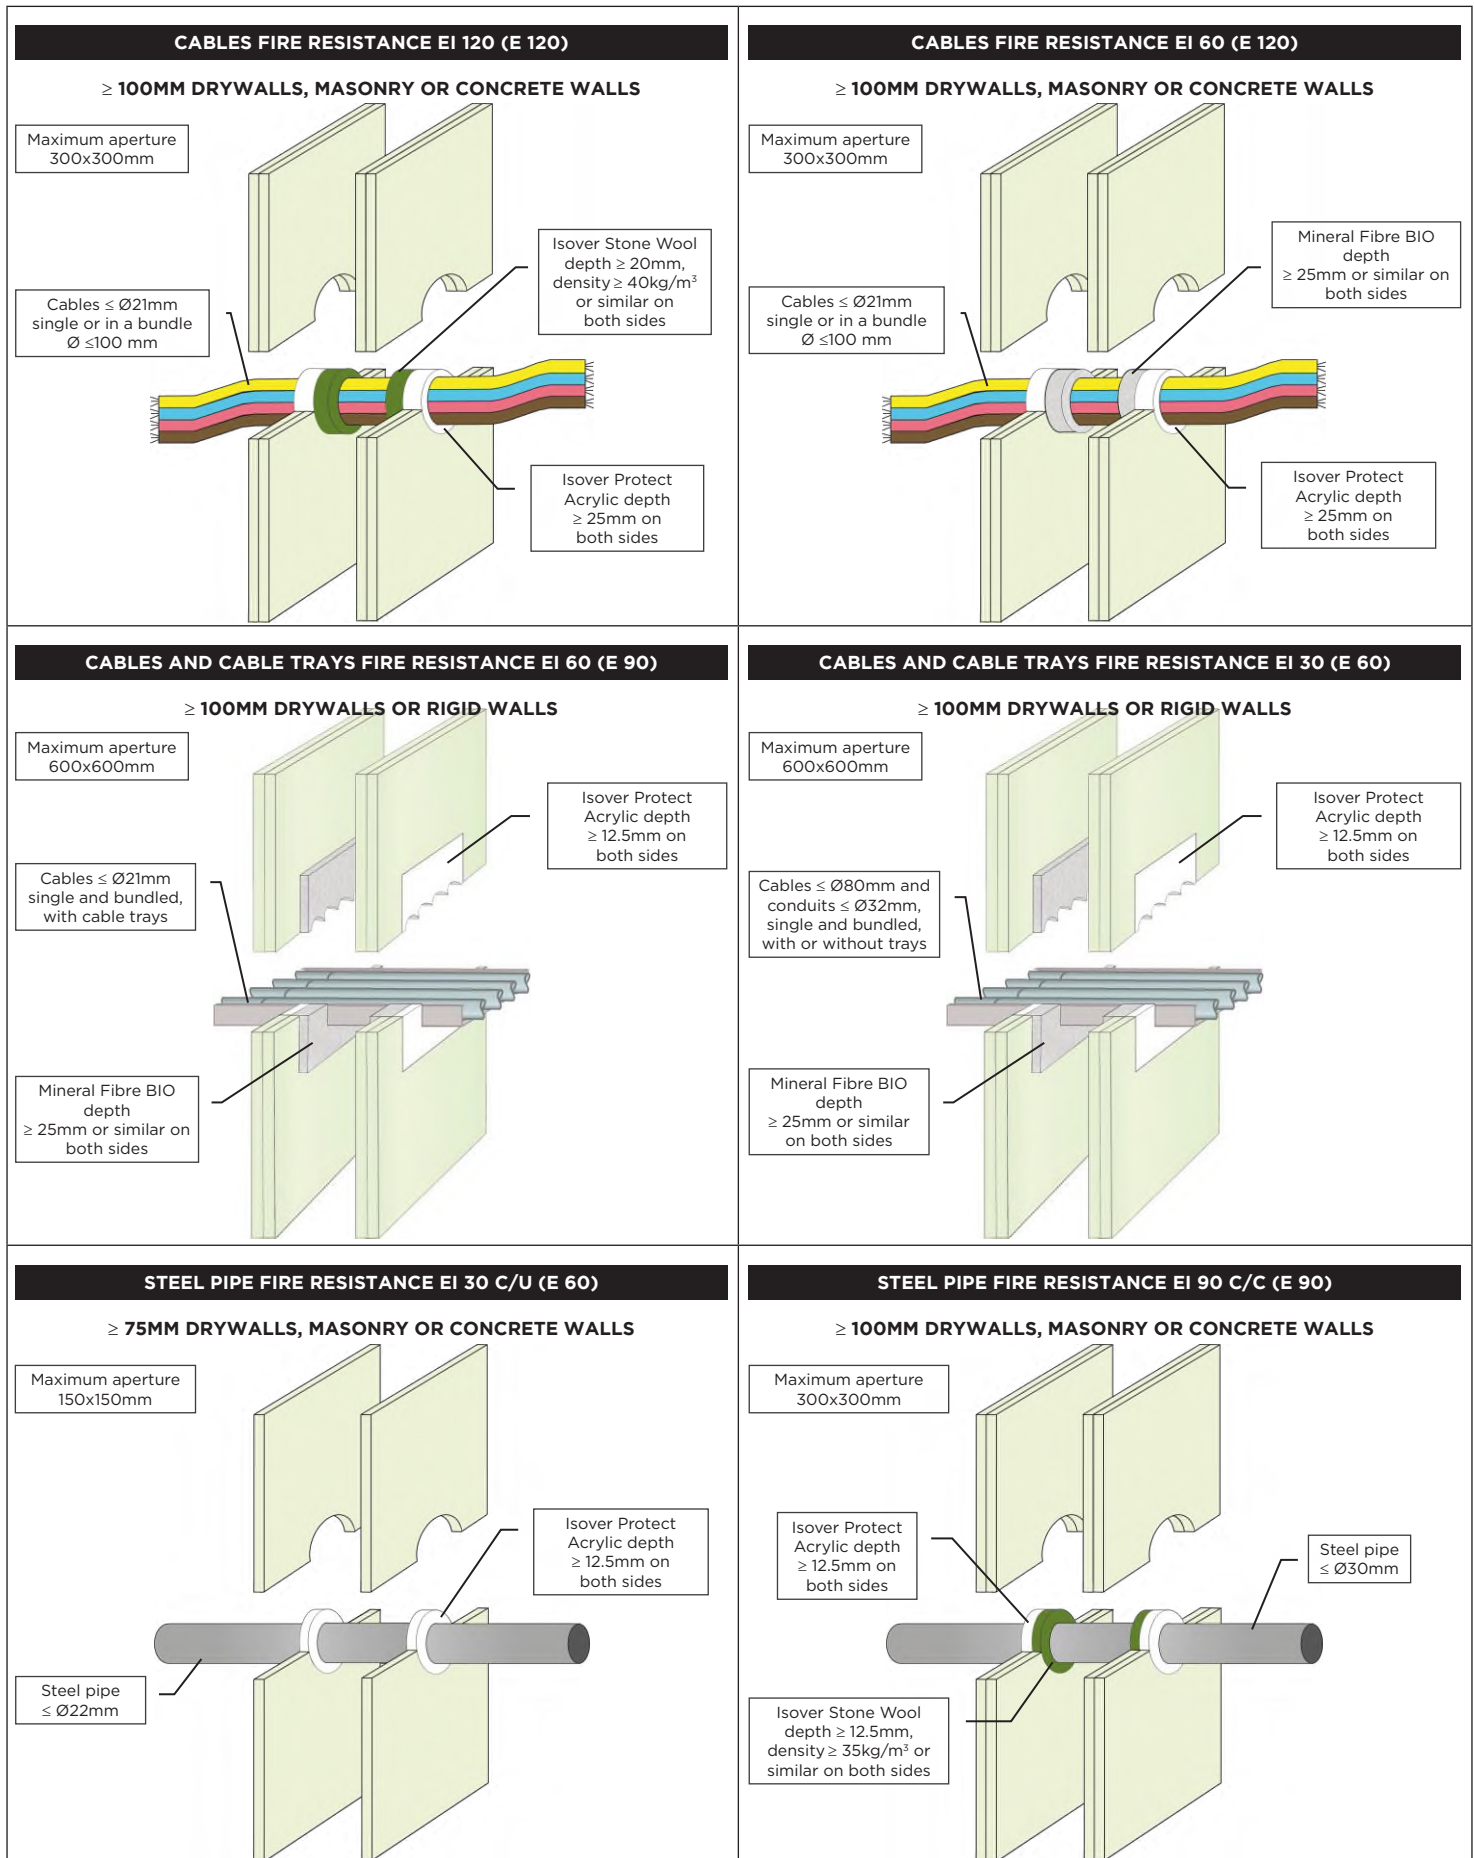 CABLES FIRE RESISTANCE EI 120 (E 120)
≥ 100MM DRYWALLS, MASONRY OR CONCRETE WALLS
Maximum aperture
300x300mm
Isover Stone Wool
depth ≥ 20mm,
density ≥ 40kg/m³
or similar on
both sides
Cables ≤ Ø21mm
single or in a bundle
Ø ≤100 mm
Isover Protect
Acrylic depth
≥ 25mm on
both sides
CABLES FIRE RESISTANCE EI 60 (E 120)
≥ 100MM DRYWALLS, MASONRY OR CONCRETE WALLS
Maximum aperture
300x300mm
Mineral Fibre BIO
depth
≥ 25mm or similar on
both sides
Cables ≤ Ø21mm
single or in a bundle
Ø ≤100 mm
Isover Protect
Acrylic depth
≥ 25mm on
both sides
CABLES AND CABLE TRAYS FIRE RESISTANCE EI 60 (E 90)
≥ 100MM DRYWALLS OR RIGID WALLS
Maximum aperture
600x600mm
Isover Protect
Acrylic depth
≥ 12.5mm on
both sides
Cables ≤ Ø21mm
single and bundled,
with cable trays
Mineral Fibre BIO
depth
≥ 25mm or similar on
both sides
CABLES AND CABLE TRAYS FIRE RESISTANCE EI 30 (E 60)
≥ 100MM DRYWALLS OR RIGID WALLS
Maximum aperture
600x600mm
Isover Protect
Acrylic depth
≥ 12.5mm on
both sides
Cables ≤ Ø80mm and
conduits ≤ Ø32mm,
single and bundled,
with or without trays
Mineral Fibre BIO
depth
≥ 25mm or similar
on both sides
STEEL PIPE FIRE RESISTANCE EI 30 C/U (E 60)
≥ 75MM DRYWALLS, MASONRY OR CONCRETE WALLS
Maximum aperture
150x150mm
Isover Protect
Acrylic depth
≥ 12.5mm on
both sides
Steel pipe
≤ Ø22mm
STEEL PIPE FIRE RESISTANCE EI 90 C/C (E 90)
≥ 100MM DRYWALLS, MASONRY OR CONCRETE WALLS
Maximum aperture
300x300mm
Isover Protect
Acrylic depth
≥ 12.5mm on
both sides
Steel pipe
≤ Ø30mm
Isover Stone Wool
depth ≥ 12.5mm,
density ≥ 35kg/m³ or
similar on both sides